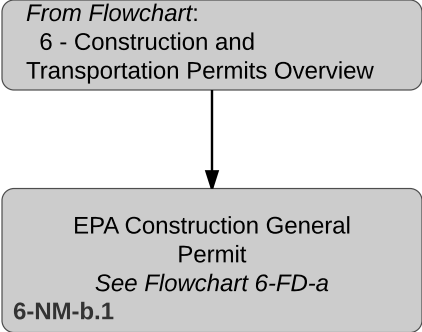 From Flowchart:
6 - Construction and
Transportation Permits Overview
EPA Construction General
Permit
See Flowchart 6-FD-a
6-NM-b.1